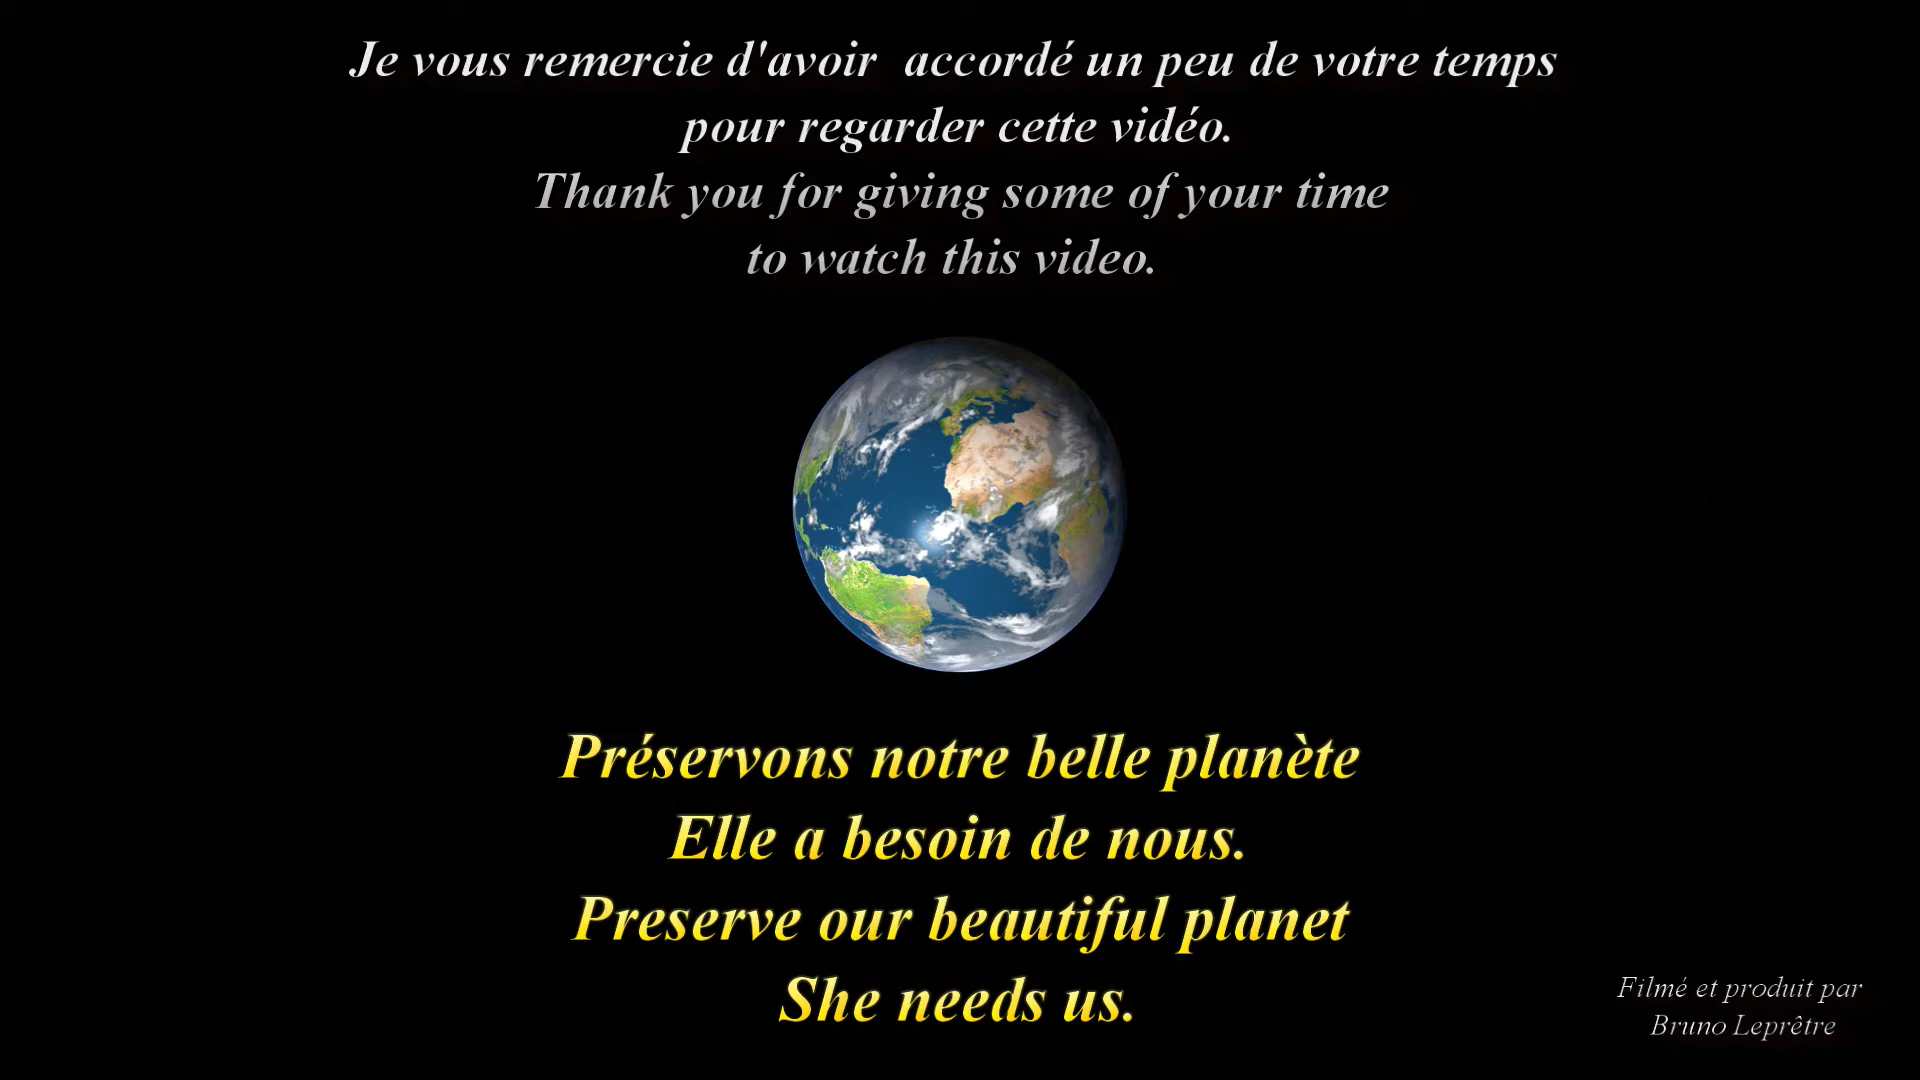 Je vous remercie d'avoir  accordé un peu de votre temps
pour regarder cette vidéo.
Thank you for giving some of your time
to watch this video.
Préservons notre belle planète
Elle a besoin de nous.
Preserve our beautiful planet
She needs us.
Filmé et produit par
Bruno Leprêtre